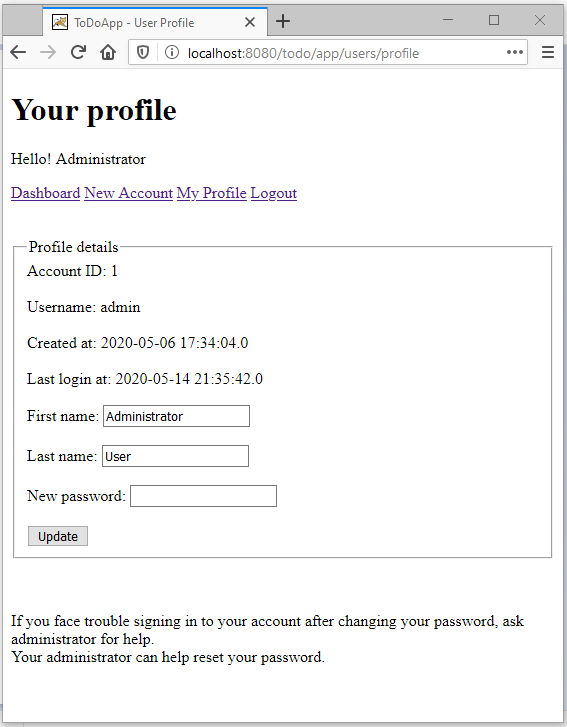 ToDoApp - User Profile
localhost:8080/todo/app/users/profile
Your profile
Hello! Administrator
Dashboard New Account My Profile Logout
Profile details
Account ID: 1
Username: admin
Created at: 2020-05-06 17:34:04.0
Last login at: 2020-05-14 21:35:42.0
First name: Administrator
Last name: User
New password:
Update
If you face trouble signing in to your account after changing your password, ask
administrator for help.
Your administrator can help reset your password.